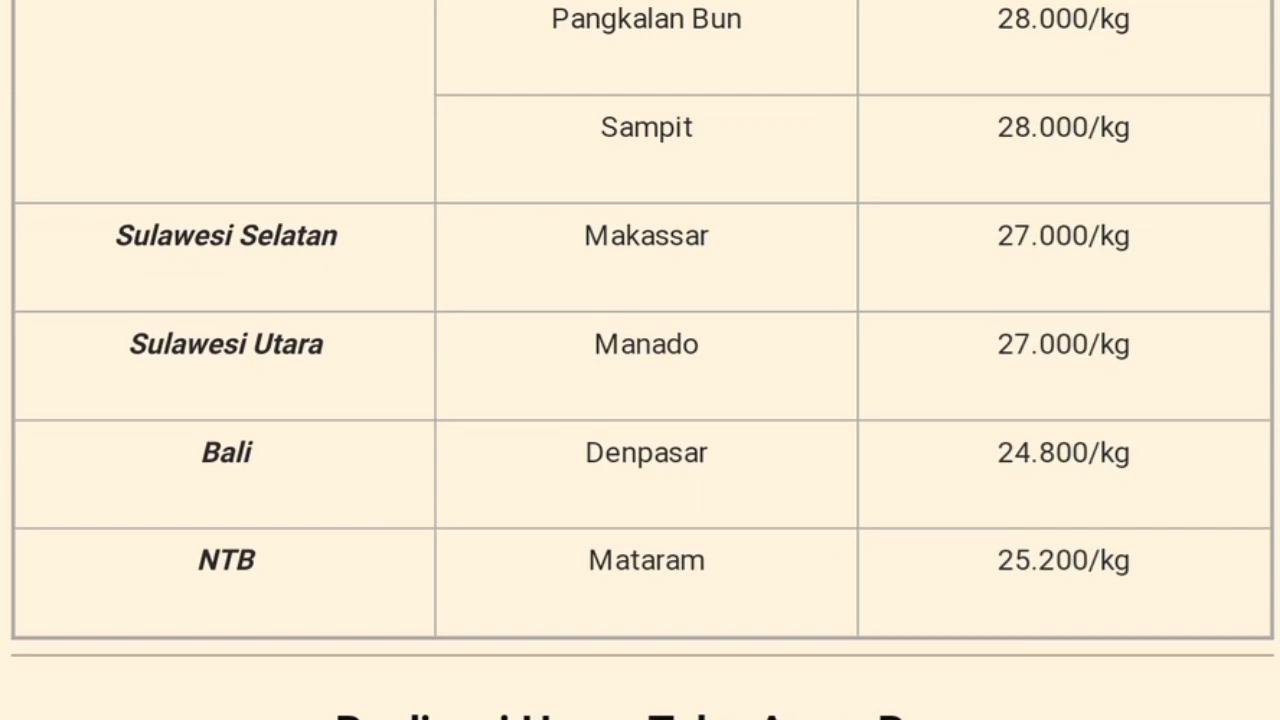 Pangkalan Bun 28.000/kg
Sampit 28.000/kg
Sulawesi Selatan Makassar 27.000/kg
Sulawesi Utara Manado 27.000/kg
Bali Denpasar 24.800/kg
NTB Mataram 25.200/kg